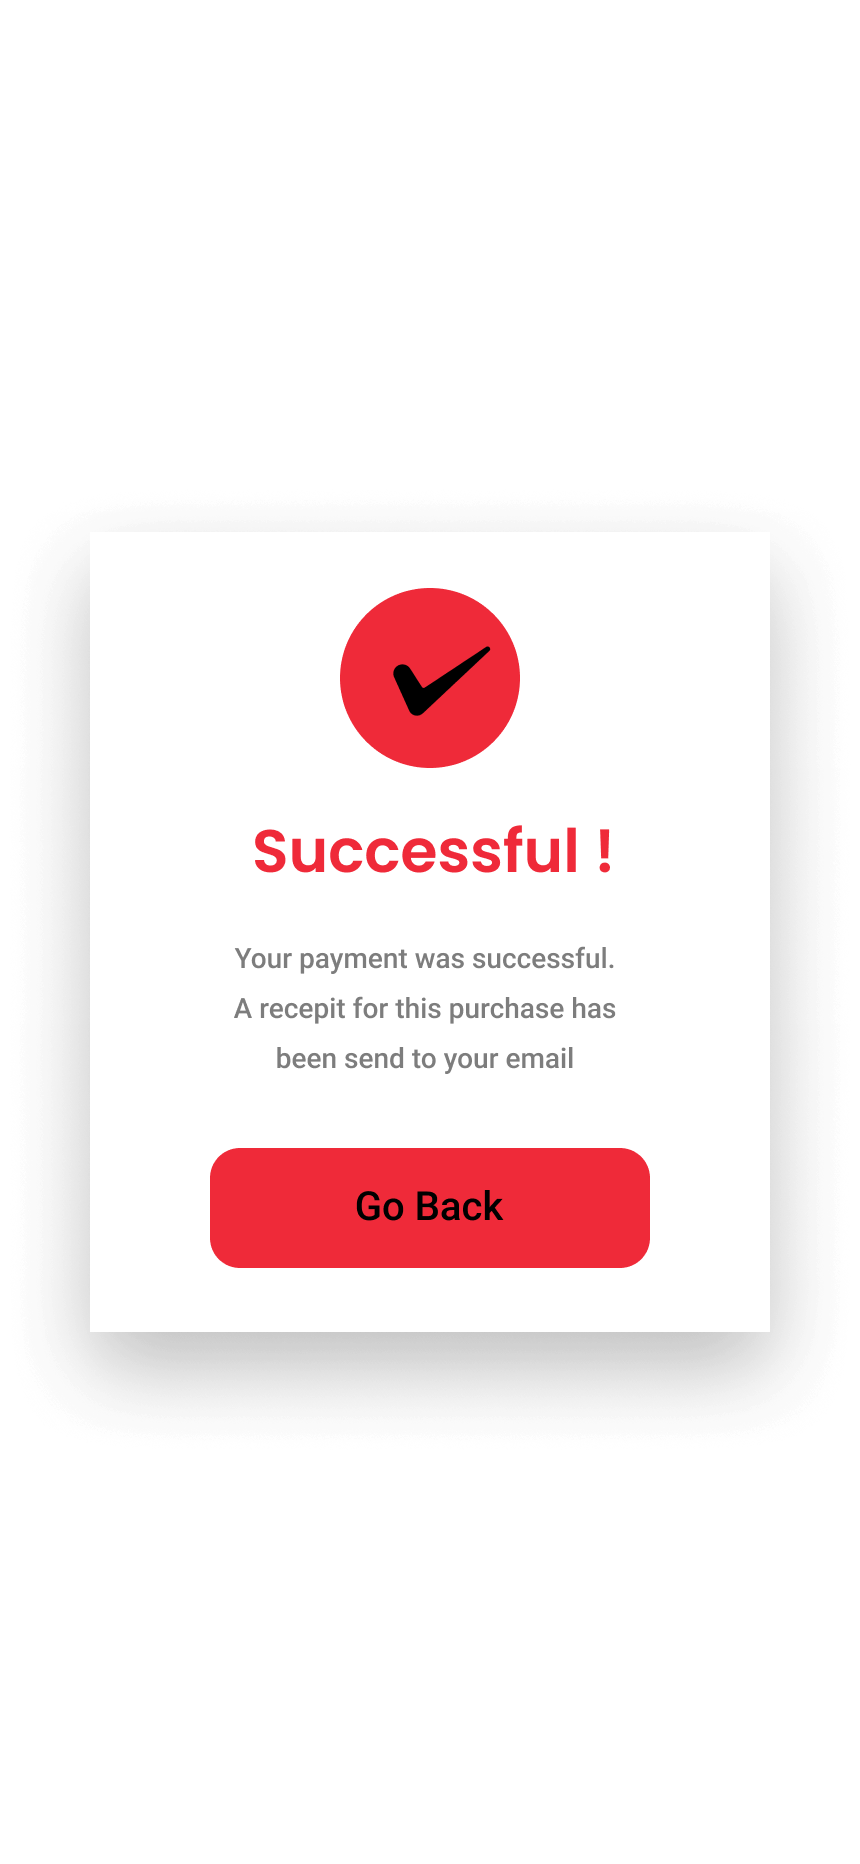 Successful !
Your payment was successful.
A recepit for this purchase has
been send to your email
Go Back